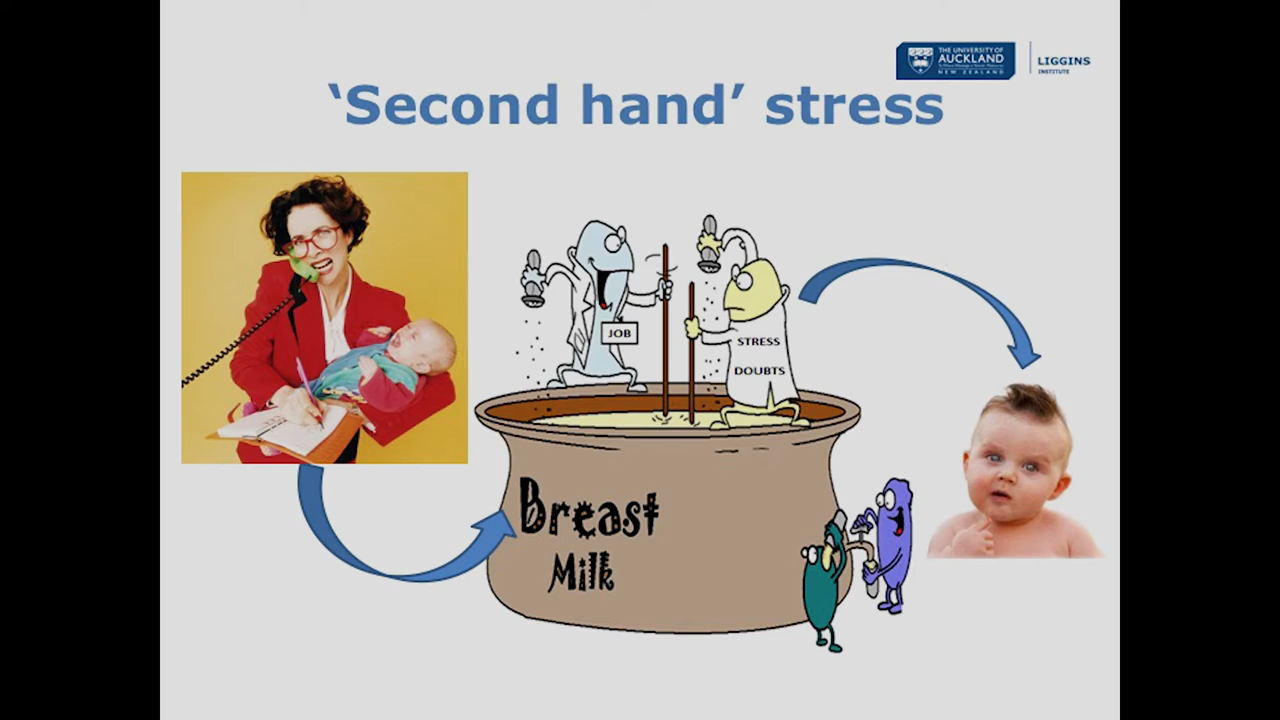 THE UNIVERSITY OF
AUCKLAND
NEW ZEALAND
LIGGINS
INSTITUTE
‘Second hand’ stress
JOB
STRESS
DOUBTS
Breast
Milk